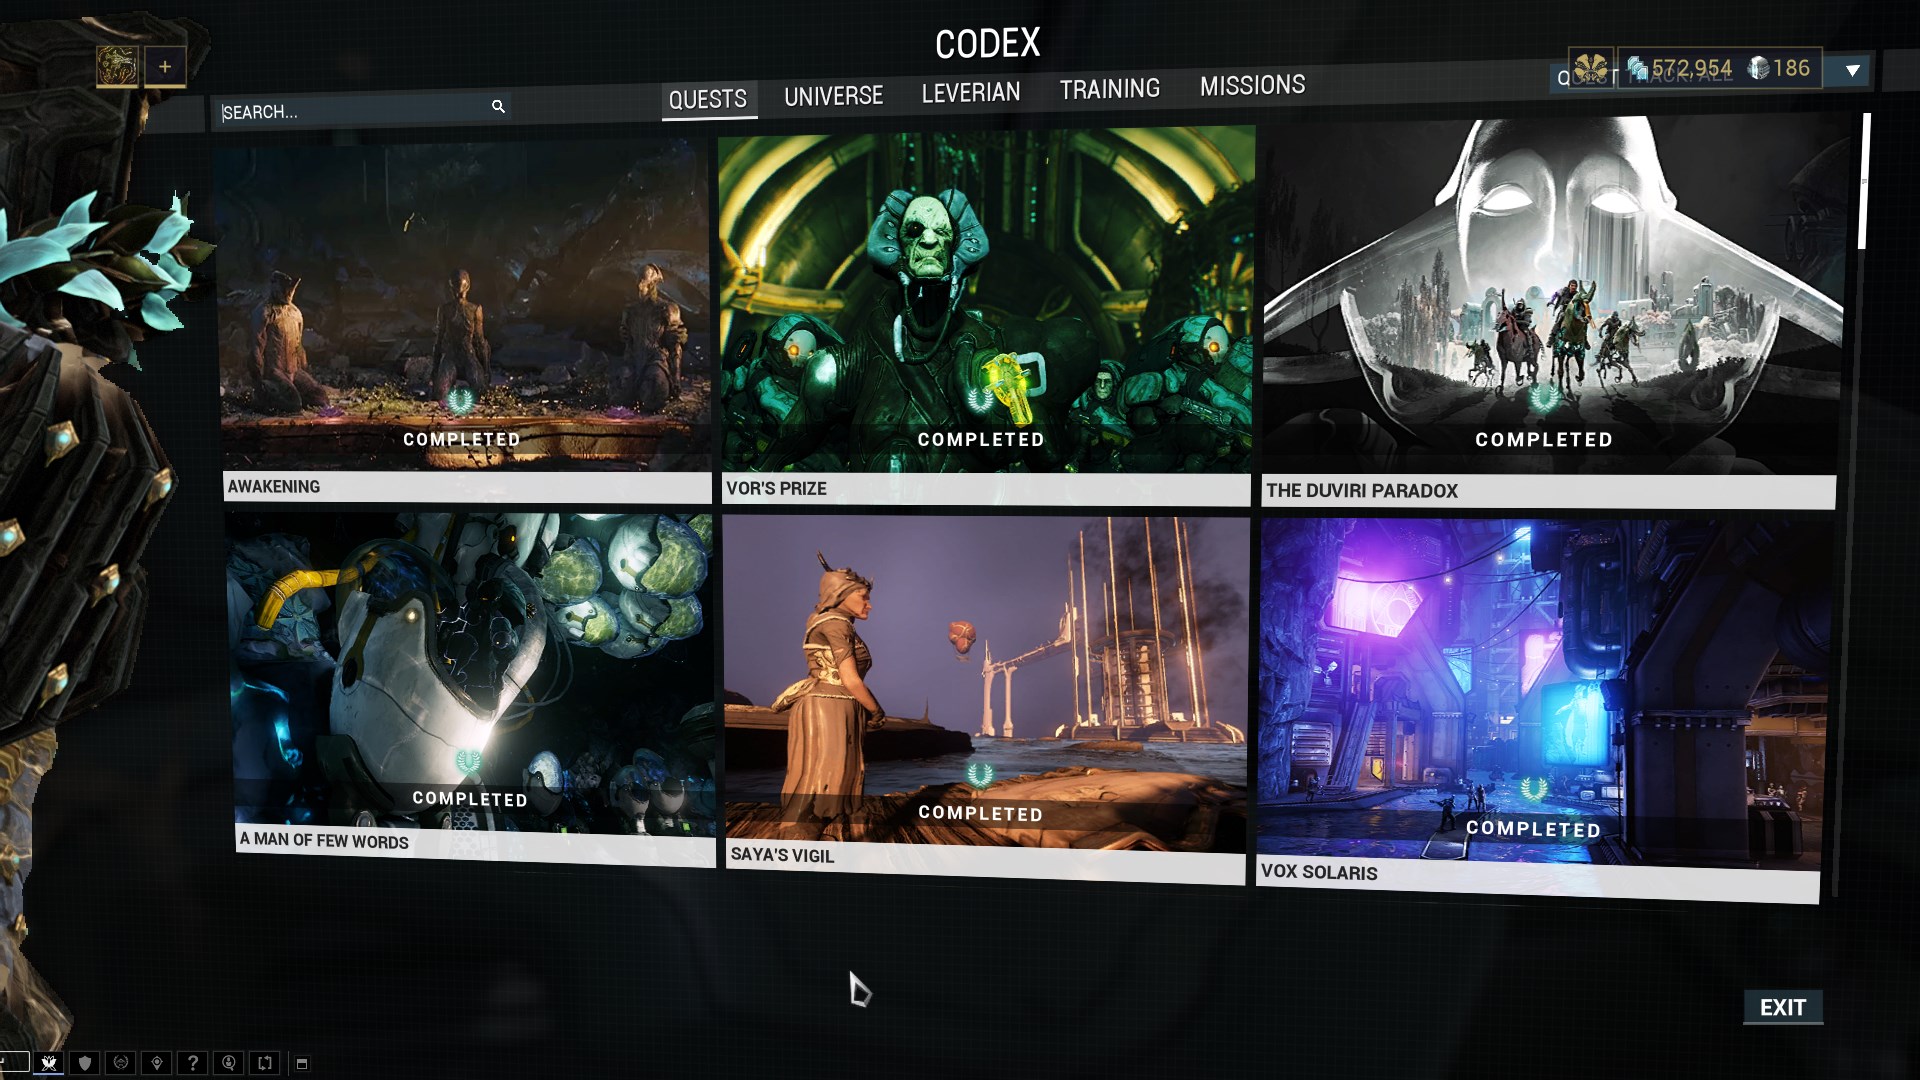 CODEX
+
572,954
186
SEARCH...
QUESTS
UNIVERSE
LEVERIAN
TRAINING
MISSIONS
COMPLETED
COMPLETED
COMPLETED
AWAKENING
VOR'S PRIZE
THE DUVIRI PARADOX
COMPLETED
COMPLETED
COMPLETED
A MAN OF FEW WORDS
SAYA'S VIGIL
VOX SOLARIS
EXIT
?